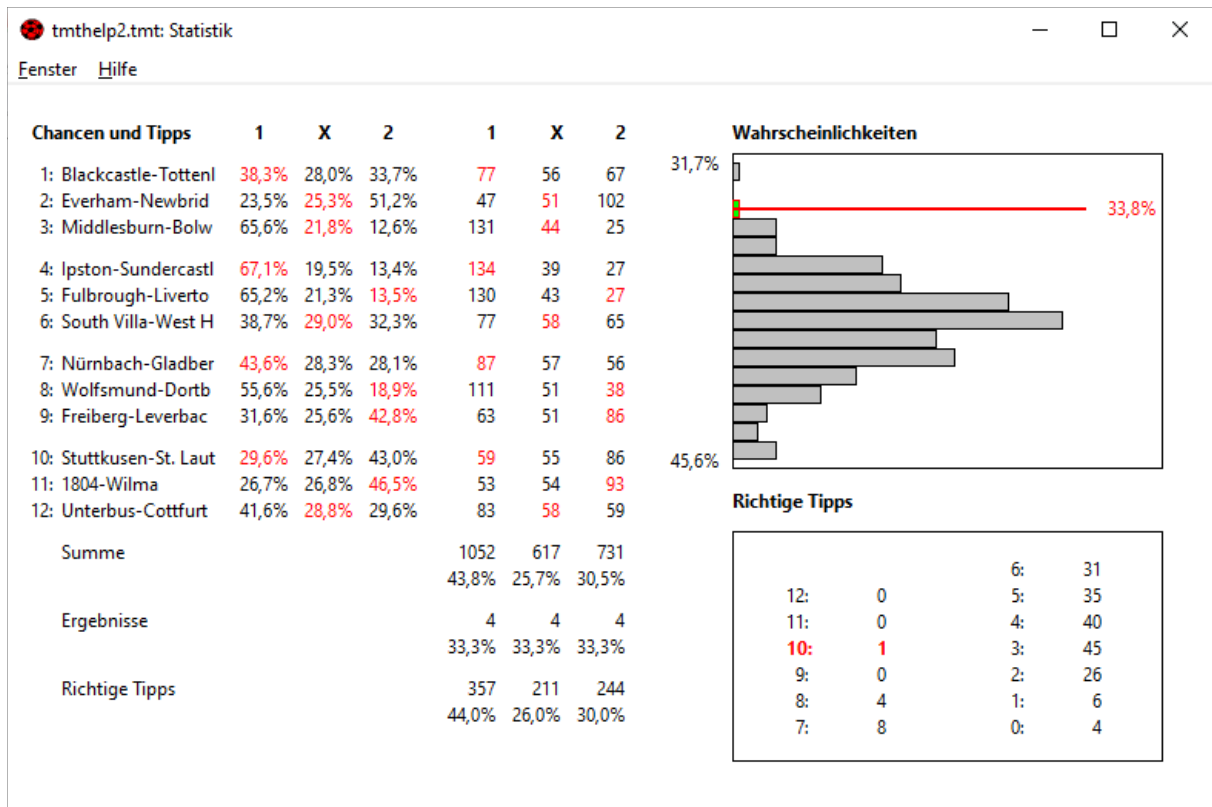 tmthelp2.tmt: Statistik
Fenster Hilfe
Chancen und Tipps 1 X 2 1 X 2
1: Blackcastle-Tottenl 38,3% 28,0% 33,7% 77 56 67
2: Everham-Newbrid 23,5% 25,3% 51,2% 47 51 102
3: Middlesburn-Bolw 65,6% 21,8% 12,6% 131 44 25
4: Ipston-Sundercastl 67,1% 19,5% 13,4% 134 39 27
5: Fulbrough-Liverto 65,2% 21,3% 13,5% 130 43 27
6: South Villa-West H 38,7% 29,0% 32,3% 77 58 65
7: Nürnbach-Gladber 43,6% 28,3% 28,1% 87 57 56
8: Wolfsmund-Dortb 55,6% 25,5% 18,9% 111 51 38
9: Freiberg-Leverbac 31,6% 25,6% 42,8% 63 51 86
10: Stuttkusen-St. Laut 29,6% 27,4% 43,0% 59 55 86
11: 1804-Wilma 26,7% 26,8% 46,5% 53 54 93
12: Unterbus-Cottfurt 41,6% 28,8% 29,6% 83 58 59
Summe 1052 617 731
43,8% 25,7% 30,5%
Ergebnisse 4 4 4
33,3% 33,3% 33,3%
Richtige Tipps 357 211 244
44,0% 26,0% 30,0%
Wahrscheinlichkeiten
31,7%
33,8%
45,6%
Richtige Tipps
6: 31
12: 0 5: 35
11: 0 4: 40
10: 1 3: 45
9: 0 2: 26
8: 4 1: 6
7: 8 0: 4